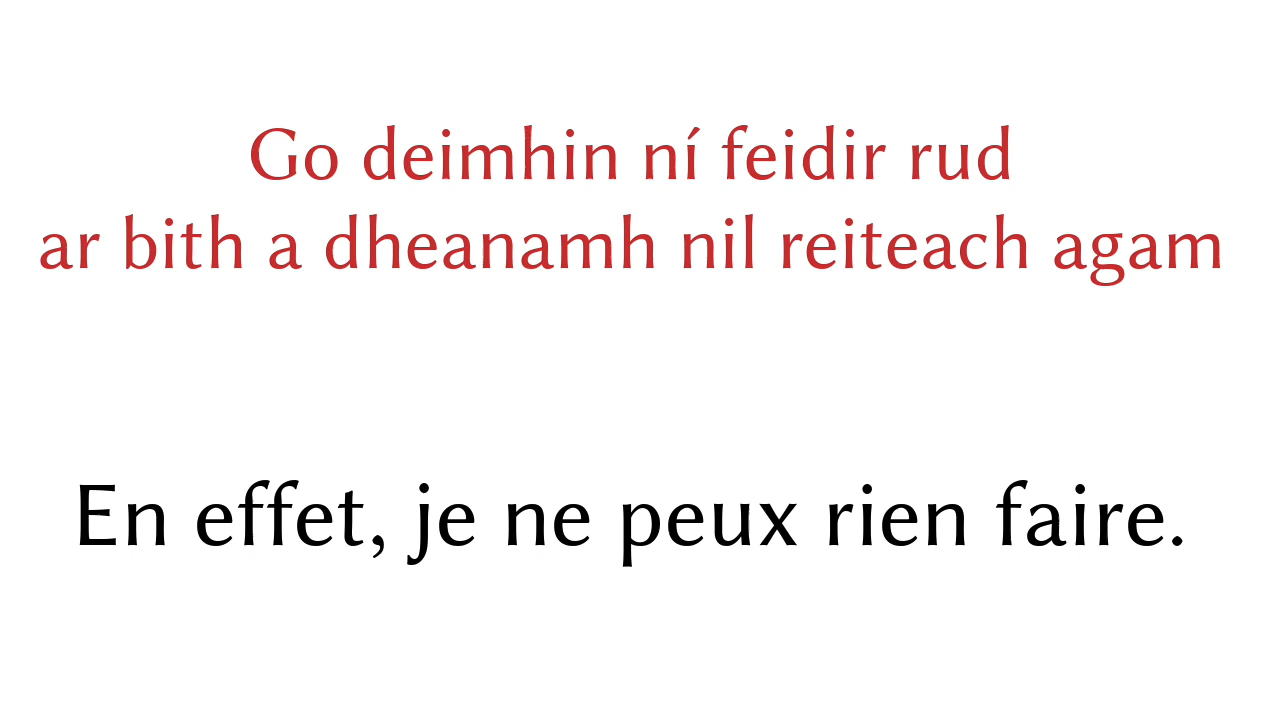 Go deimhin ní feidir rud
ar bith a dheanamh nil reiteach agam
En effet, je ne peux rien faire.